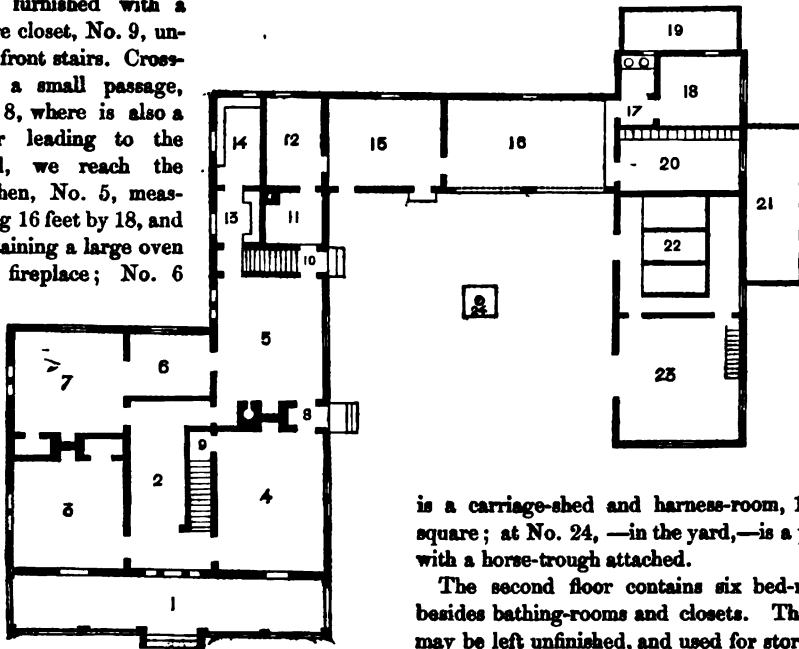 furnished with a
closet, No. 9, un-
front stairs. Cross-
a small passage,
8, where is also a
leading to the
we reach the
No. 5, meas-
16 feet by 18, and
a large oven
fireplace; No. 6
19
18
17
14
12
15
16
20
21
13
11
10
22
24
5
6
7
8
23
9
2
3
4
1
is a carriage-shed and harness-room,
square; at No. 24, —in the yard,—is a
with a horse-trough attached.
The second floor contains six
besides bathing-rooms and closets.
may be left unfinished, and used for